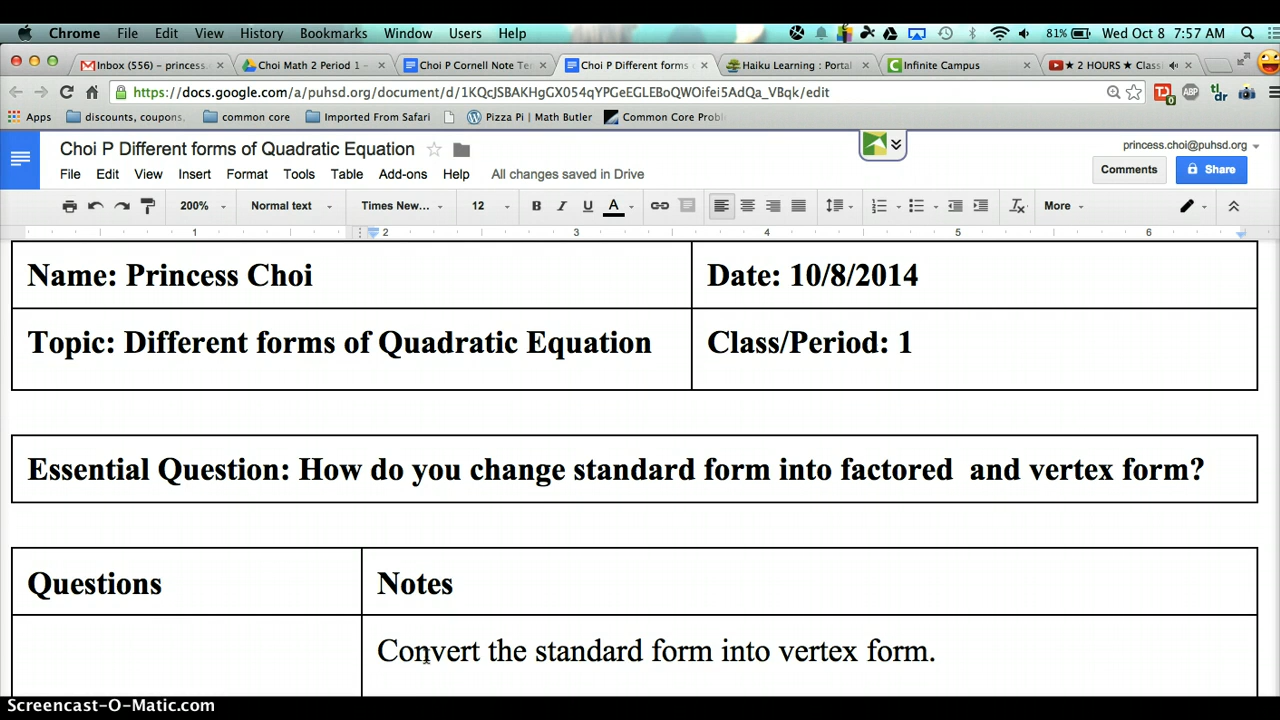 Chrome File Edit View History Bookmarks Window Users Help 81% Wed Oct 8 7:57 AM
Inbox (556) – princess. Choi Math 2 Period 1 – Choi P Cornell Note Te Choi P Different forms Haiku Learning : Portal Infinite Campus ★ 2 HOURS ★ Class
https://docs.google.com/a/puhsd.org/document/d/1KQcJSBAKHgGX054qYPGeEGLEBoQWOifei5AdQa_VBqk/edit
Apps discounts, coupons, common core Imported From Safari Pizza Pi | Math Butler Common Core Probl
Choi P Different forms of Quadratic Equation princess.choi@puhsd.org
File Edit View Insert Format Tools Table Add-ons Help All changes saved in Drive Comments Share
200% Normal text Times New... 12 B I U A More
1 2 3 4 5 6
Name: Princess Choi Date: 10/8/2014
Topic: Different forms of Quadratic Equation Class/Period: 1
Essential Question: How do you change standard form into factored and vertex form?
Questions Notes
Convert the standard form into vertex form.
Screencast-O-Matic.com